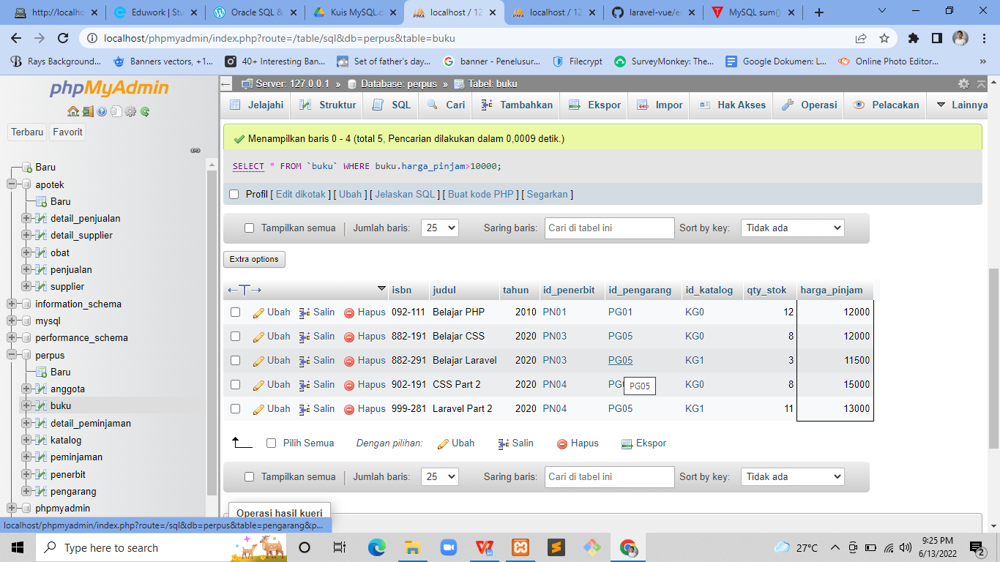 http://localho
Eduwork | Stu
Oracle SQL &
Kuis MySQL.d
localhost / 12
localhost / 12
laravel-vue/e
MySQL sum()
localhost/phpmyadmin/index.php?route=/table/sql&db=perpus&table=buku
Rays Background...
Banners vectors, +1...
40+ Interesting Ban...
Set of father's day...
banner - Penelusur...
Filecrypt
SurveyMonkey: The...
Google Dokumen: L...
Online Photo Editor...
phpMyAdmin
Terbaru
Favorit
Baru
apotek
Baru
detail_penjualan
detail_supplier
obat
penjualan
supplier
information_schema
mysql
performance_schema
perpus
Baru
anggota
buku
detail_peminjaman
katalog
peminjaman
penerbit
pengarang
phpmyadmin
localhost/phpmyadmin/index.php?route=/sql&db=perpus&table=pengarang&p...
Server: 127.0.0.1 » Database: perpus » Tabel: buku
Jelajahi Struktur SQL Cari Tambahkan Ekspor Impor Hak Akses Operasi Pelacakan Lainnya
Menampilkan baris 0 - 4 (total 5, Pencarian dilakukan dalam 0,0009 detik.)
SELECT * FROM `buku` WHERE buku.harga_pinjam>10000;
Profil [ Edit dikotak ] [ Ubah ] [ Jelaskan SQL ] [ Buat kode PHP ] [ Segarkan ]
Tampilkan semua Jumlah baris: 25 Saring baris: Cari di tabel ini Sort by key: Tidak ada
Extra options
isbn judul tahun id_penerbit id_pengarang id_katalog qty_stok harga_pinjam
Ubah Salin Hapus 092-111 Belajar PHP 2010 PN01 PG01 KG0 12 12000
Ubah Salin Hapus 882-191 Belajar CSS 2020 PN03 PG05 KG0 8 12000
Ubah Salin Hapus 882-291 Belajar Laravel 2020 PN03 PG05 KG1 3 11500
Ubah Salin Hapus 902-191 CSS Part 2 2020 PN04 PG KG0 8 15000
PG05
Ubah Salin Hapus 999-281 Laravel Part 2 2020 PN04 PG05 KG1 11 13000
Pilih Semua Dengan pilihan: Ubah Salin Hapus Ekspor
Tampilkan semua Jumlah baris: 25 Saring baris: Cari di tabel ini Sort by key: Tidak ada
Operasi hasil kueri
Type here to search
27°C
9:25 PM
6/13/2022
2